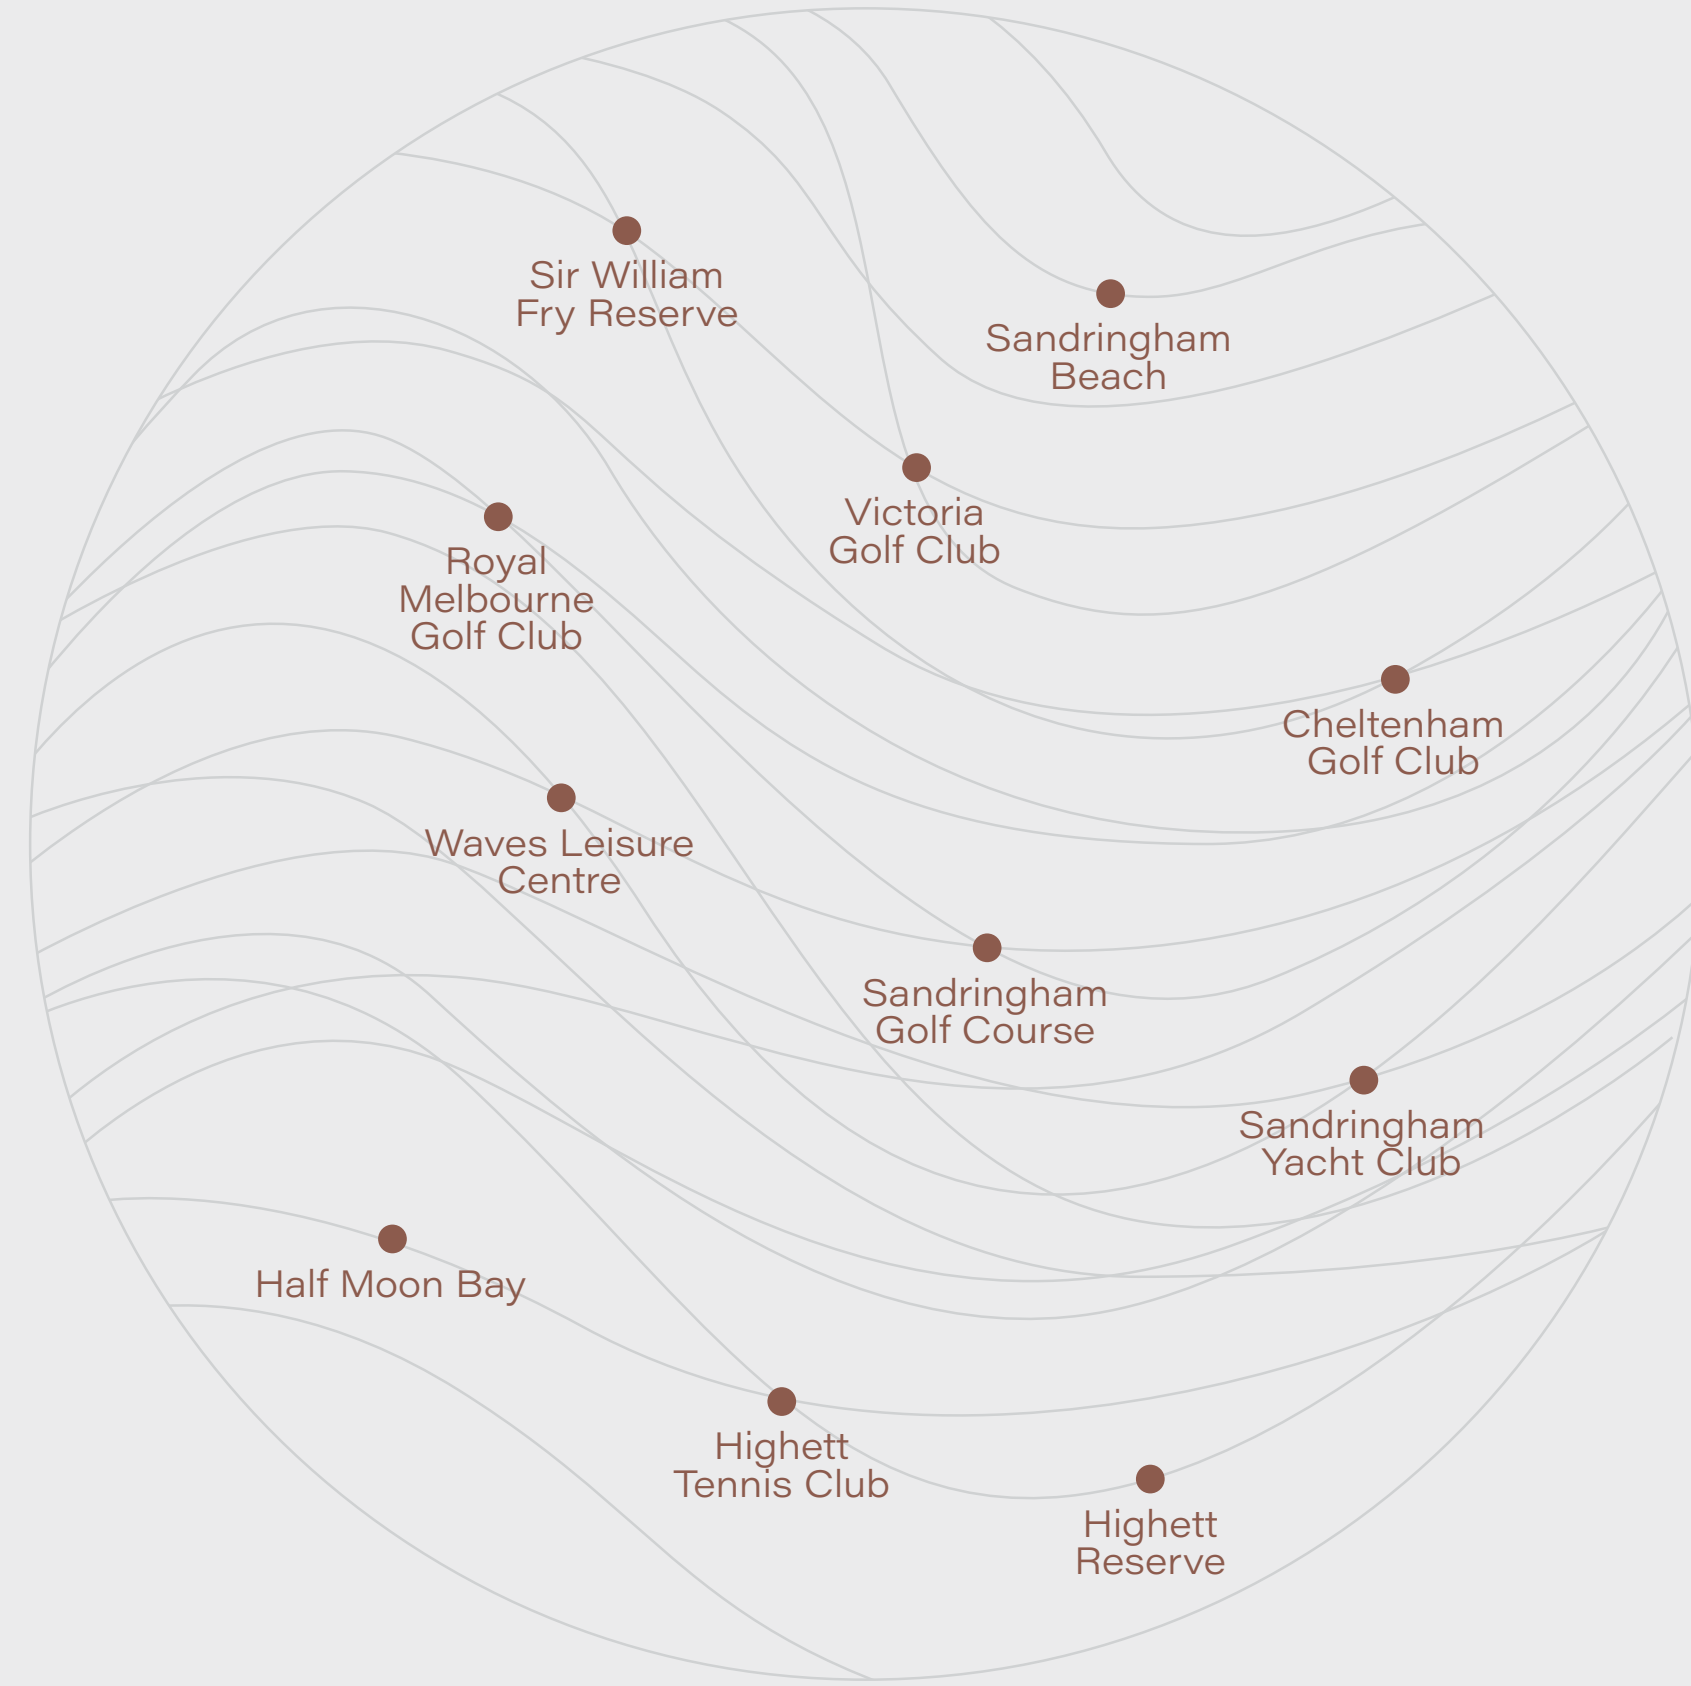 Sir William
Fry Reserve
Sandringham
Beach
Victoria
Golf Club
Royal
Melbourne
Golf Club
Cheltenham
Golf Club
Waves Leisure
Centre
Sandringham
Golf Course
Sandringham
Yacht Club
Half Moon Bay
Highett
Tennis Club
Highett
Reserve